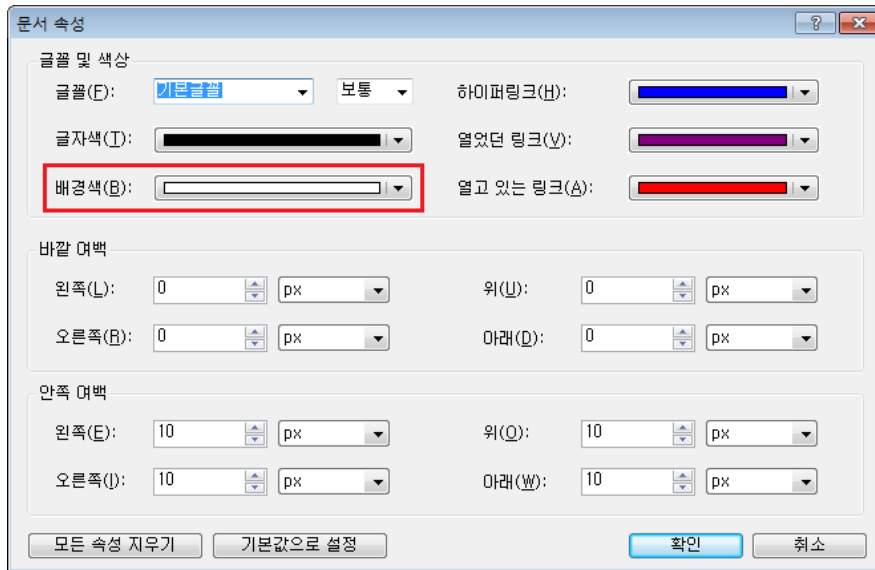 문서 속성
글꼴 및 색상
글꼴(F): 기본글꼴 보통 하이퍼링크(H):
글자색(T): 열었던 링크(V):
배경색(B): 열고 있는 링크(A):
바깥 여백
왼쪽(L): 0 px 위(U): 0 px
오른쪽(R): 0 px 아래(D): 0 px
안쪽 여백
왼쪽(E): 10 px 위(O): 10 px
오른쪽(I): 10 px 아래(W): 10 px
모든 속성 지우기 기본값으로 설정 확인 취소